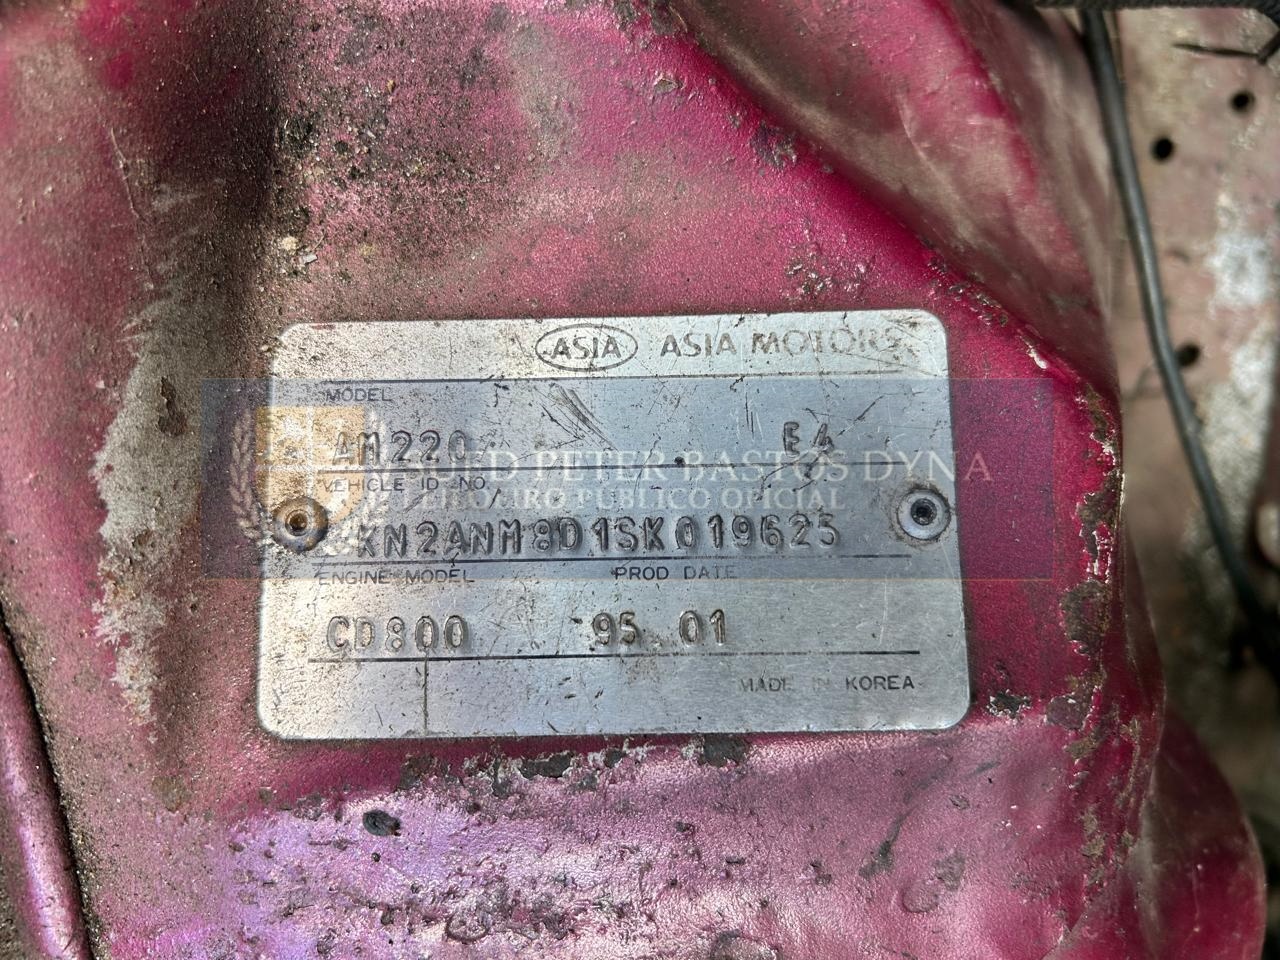 ASIA ASIA MOTORS
MODEL
AM220 E4
PETER BASTOS DYNA
VEHICLE ID NO.
PUBLICO OFICIAL
KN2ANM8D1SK019625
ENGINE MODEL PROD DATE
CD800 95 01
MADE IN KOREA